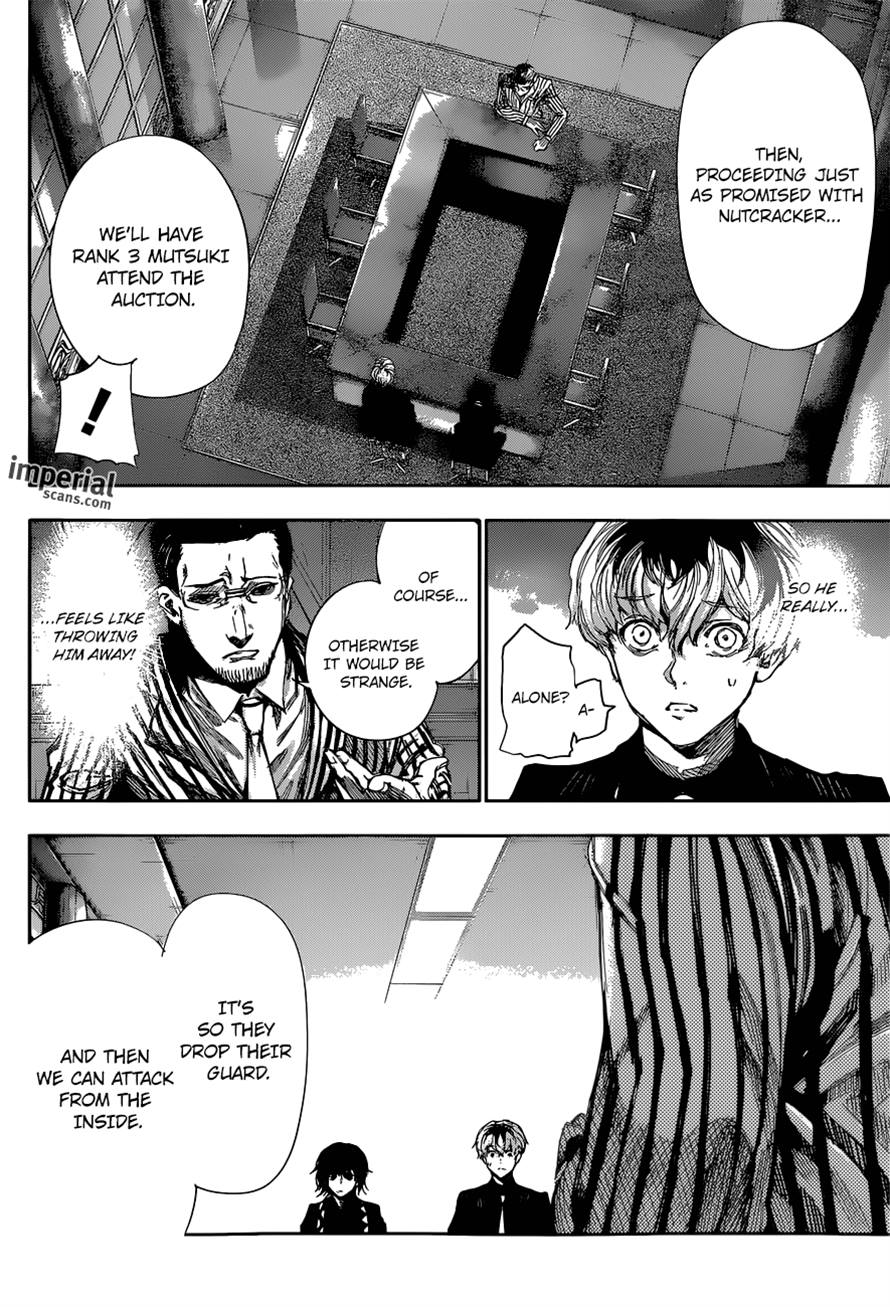 THEN,
PROCEEDING JUST
AS PROMISED WITH
NUTCRACKER...
WE'LL HAVE
RANK 3 MUTSUKI
ATTEND THE
AUCTION.
!
imperial
scans.com
SO HE
REALLY...
A-
ALONE?
OF
COURSE...
OTHERWISE
IT WOULD BE
STRANGE.
...FEELS LIKE
THROWING
HIM AWAY!
IT'S
SO THEY
DROP THEIR
GUARD.
AND THEN
WE CAN ATTACK
FROM THE
INSIDE.